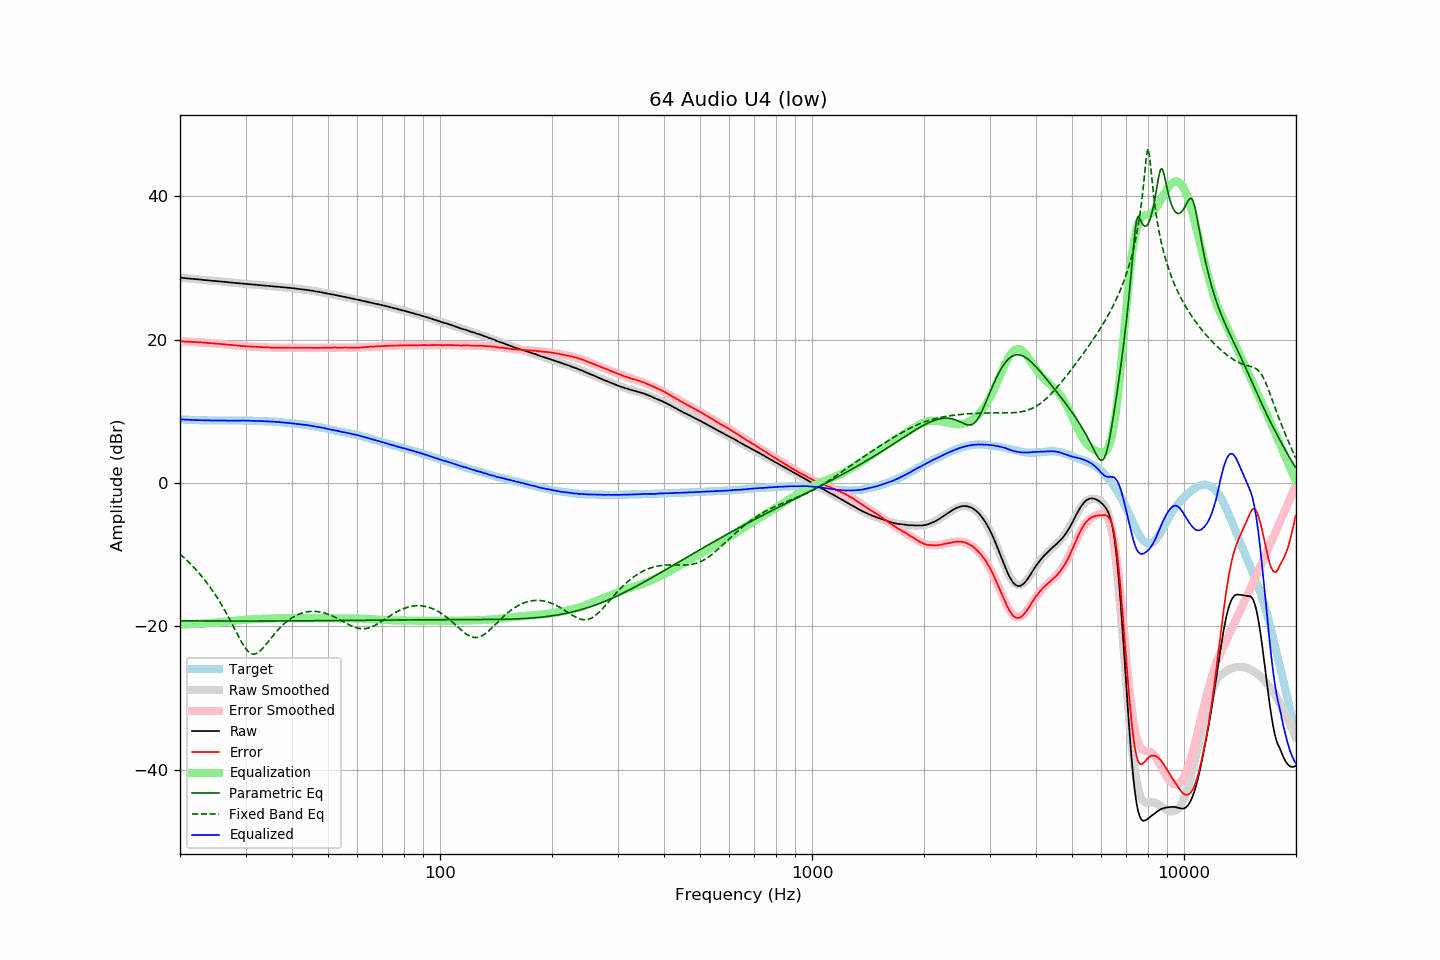 64 Audio U4 (low)
Amplitude (dBr)
40
20
0
−20
−40
Target
Raw Smoothed
Error Smoothed
Raw
Error
Equalization
Parametric Eq
Fixed Band Eq
Equalized
100
1000
10000
Frequency (Hz)